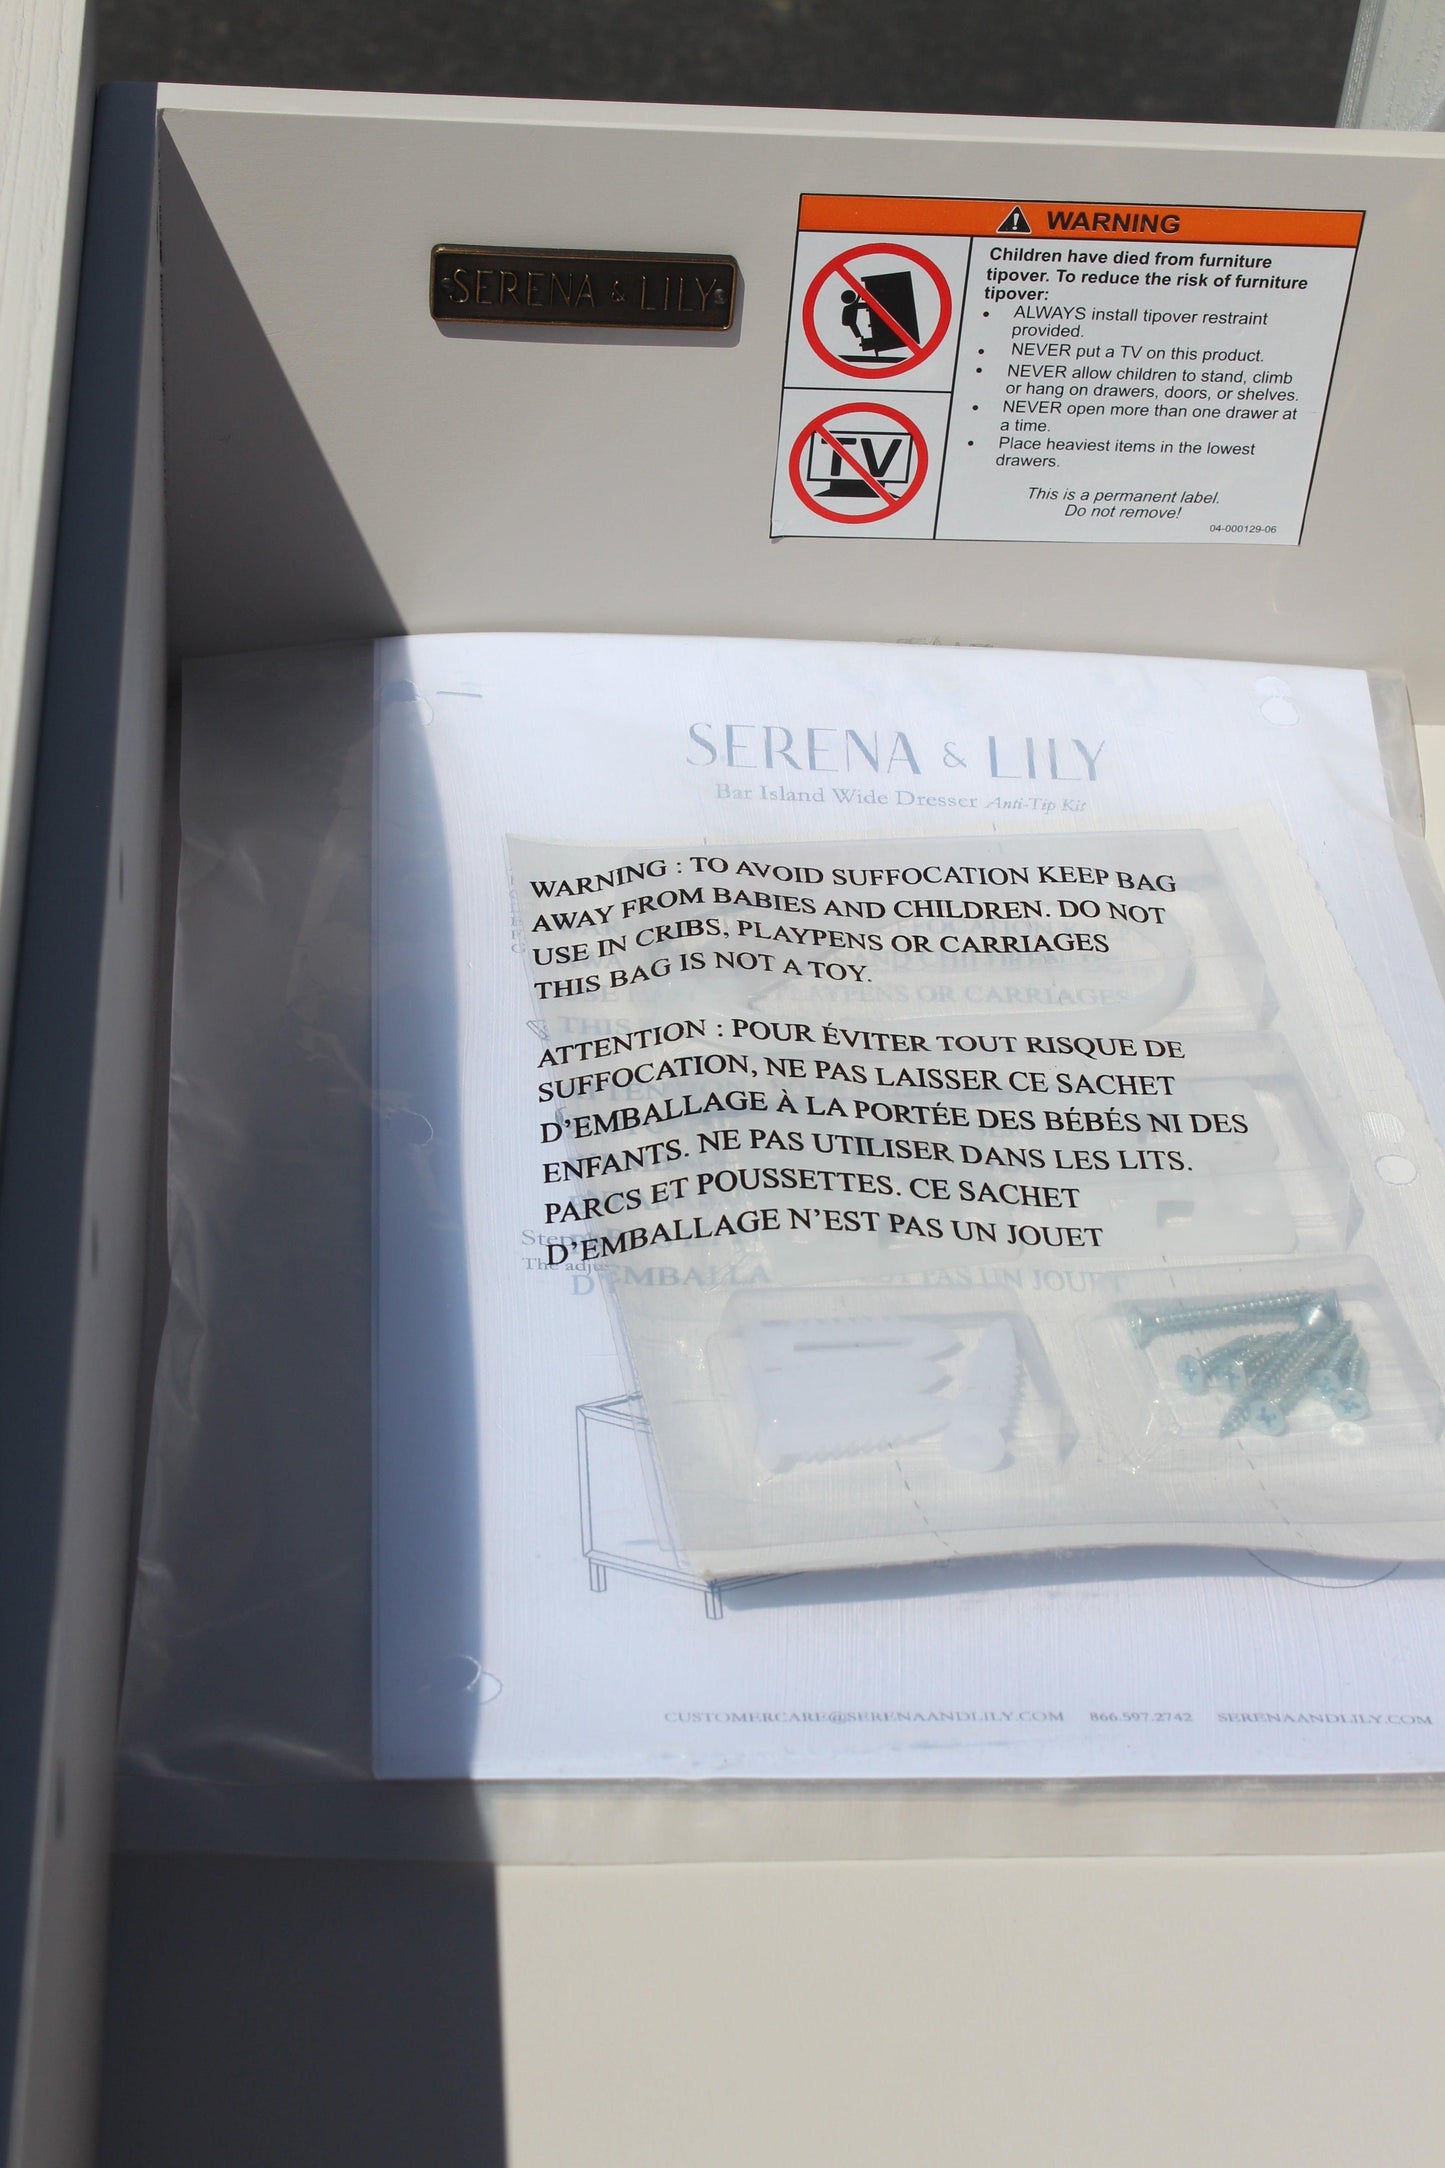 SERENA & LILY
WARNING
Children have died from furniture
tipover. To reduce the risk of furniture
tipover:
• ALWAYS install tipover restraint
provided.
• NEVER put a TV on this product.
• NEVER allow children to stand, climb
or hang on drawers, doors, or shelves.
• NEVER open more than one drawer at
a time.
• Place heaviest items in the lowest
drawers.
This is a permanent label.
Do not remove!
04-000129-06
TV
SERENA & LILY
Bar Island Wide Dresser Anti-Tip Kit
WARNING : TO AVOID SUFFOCATION KEEP BAG
AWAY FROM BABIES AND CHILDREN. DO NOT
USE IN CRIBS, PLAYPENS OR CARRIAGES
THIS BAG IS NOT A TOY.
ATTENTION : POUR ÉVITER TOUT RISQUE DE
SUFFOCATION, NE PAS LAISSER CE SACHET
D'EMBALLAGE À LA PORTÉE DES BÉBÉS NI DES
ENFANTS. NE PAS UTILISER DANS LES LITS.
PARCS ET POUSSETTES. CE SACHET
D'EMBALLAGE N'EST PAS UN JOUET
CUSTOMERCARE@SERENAANDLILY.COM 866.597.2742 SERENAANDLILY.COM